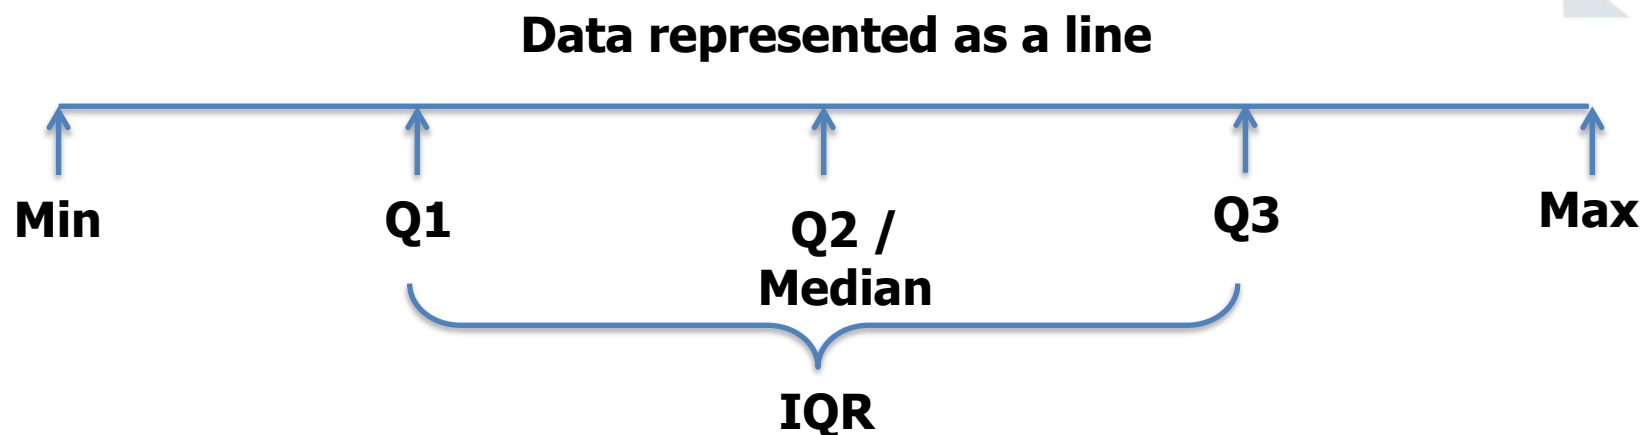 Data represented as a line
Min
Q1
Q2 /
Median
Q3
Max
IQR